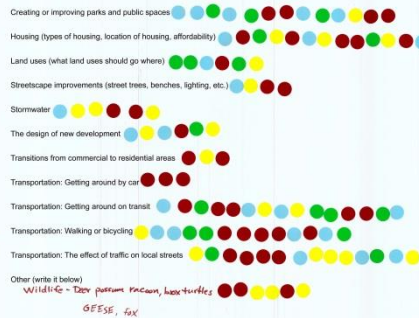 Creating or improving parks and public spaces
Housing (types of housing, location of housing, affordability)
Land uses (what land uses should go where)
Streetscape improvements (street trees, benches, lighting, etc.)
Stormwater
The design of new development
Transitions from commercial to residential areas
Transportation: Getting around by car
Transportation: Getting around on transit
Transportation: Walking or bicycling
Transportation: The effect of traffic on local streets
Other (write it below)
Wildlife - Deer possum racoon, box turtles
GEESE, fox